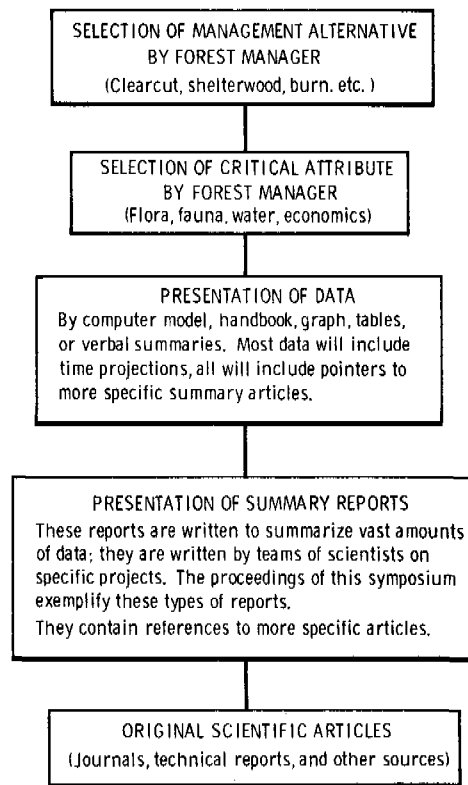 SELECTION OF MANAGEMENT ALTERNATIVE
BY FOREST MANAGER
(Clearcut, shelterwood, burn. etc. )
SELECTION OF CRITICAL ATTRIBUTE
BY FOREST MANAGER
(Flora, fauna, water, economics)
PRESENTATION OF DATA
By computer model, handbook, graph, tables,
or verbal summaries. Most data will include
time projections, all will include pointers to
more specific summary articles.
PRESENTATION OF SUMMARY REPORTS
These reports are written to summarize vast amounts
of data; they are written by teams of scientists on
specific projects. The proceedings of this symposium
exemplify these types of reports.
They contain references to more specific articles.
ORIGINAL SCIENTIFIC ARTICLES
(Journals, technical reports, and other sources)